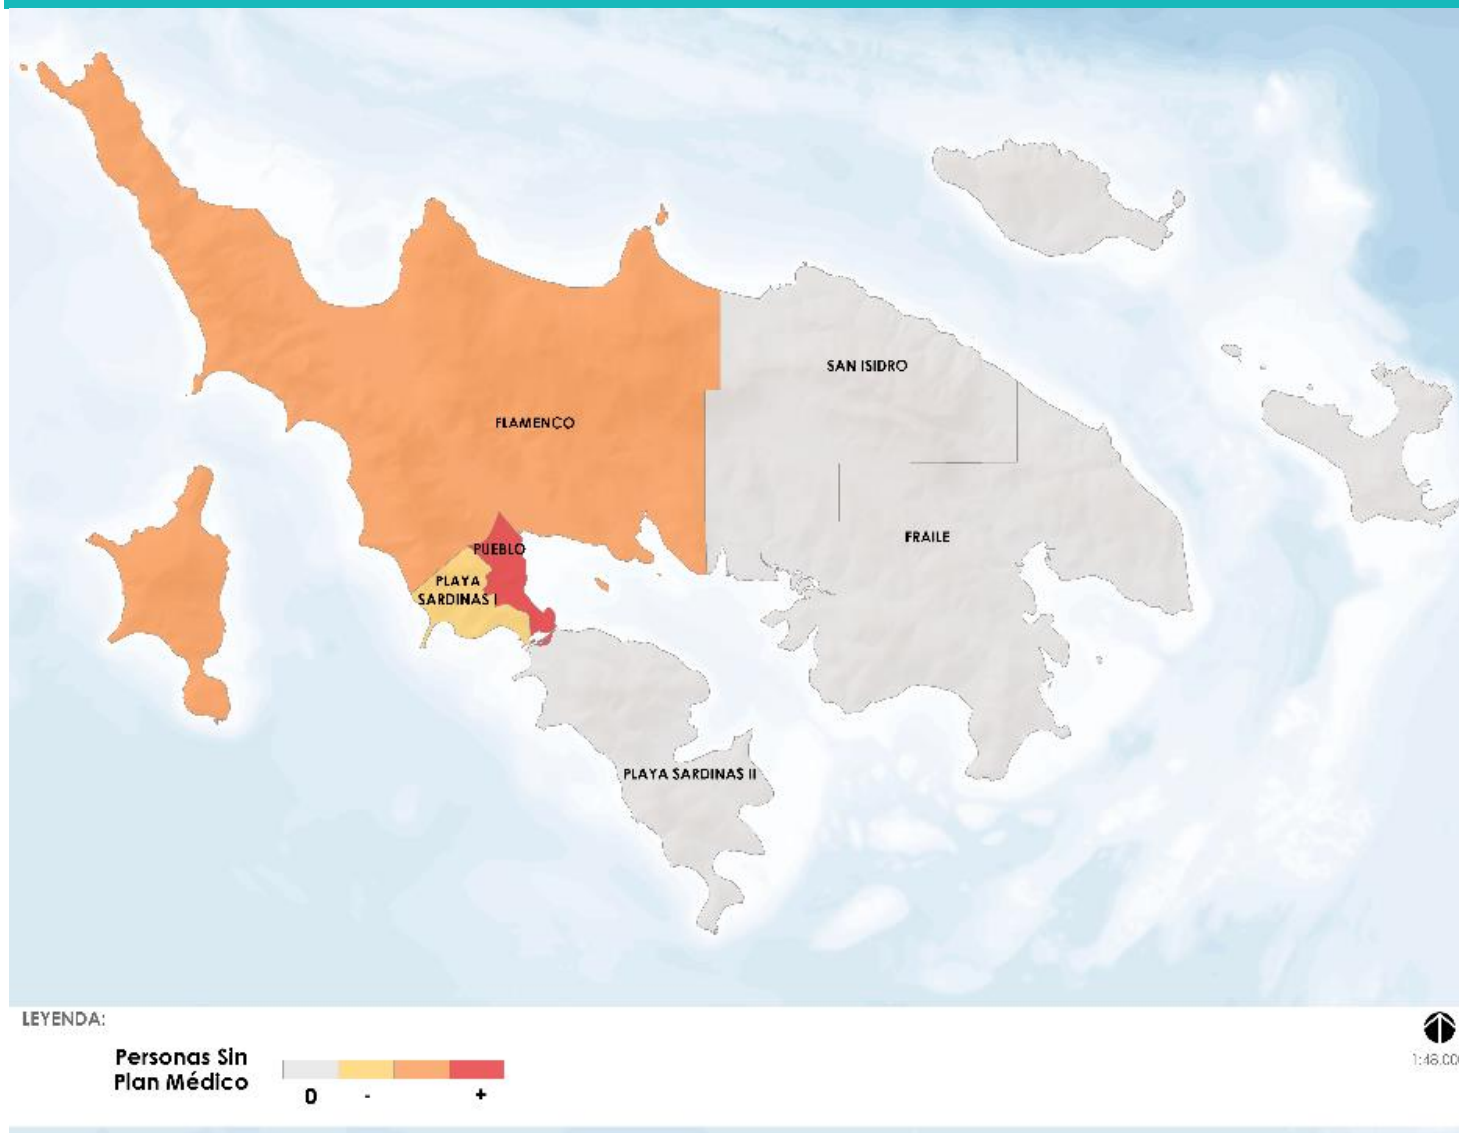 SAN ISIDRO
FLAMENCO
FRAILE
PUEBLO
PLAYA
SARDINAS I
PLAYA SARDINAS II
LEYENDA:
Personas Sin
Plan Médico
0 - +